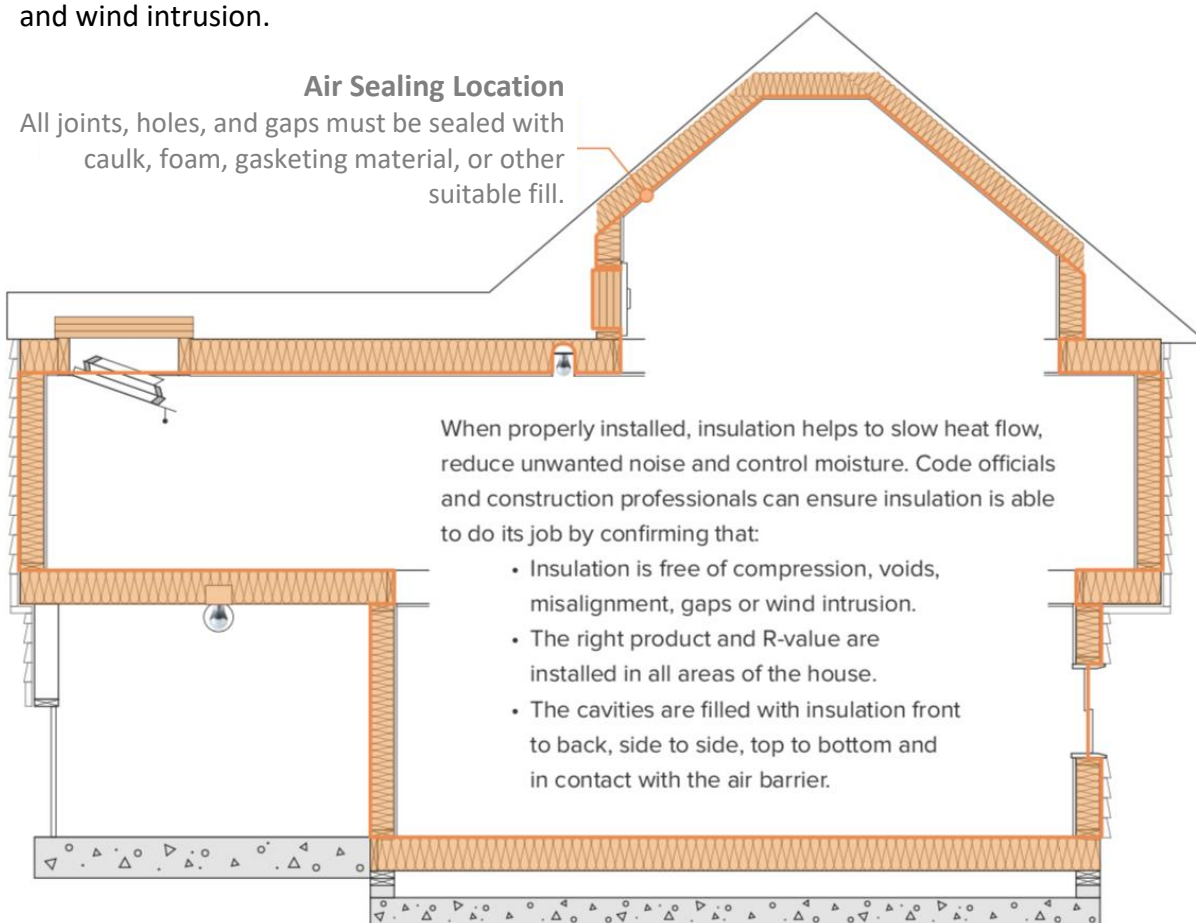 and wind intrusion.
Air Sealing Location
All joints, holes, and gaps must be sealed with
caulk, foam, gasketing material, or other
suitable fill.
When properly installed, insulation helps to slow heat flow,
reduce unwanted noise and control moisture. Code officials
and construction professionals can ensure insulation is able
to do its job by confirming that:
• Insulation is free of compression, voids,
misalignment, gaps or wind intrusion.
• The right product and R-value are
installed in all areas of the house.
• The cavities are filled with insulation front
to back, side to side, top to bottom and
in contact with the air barrier.